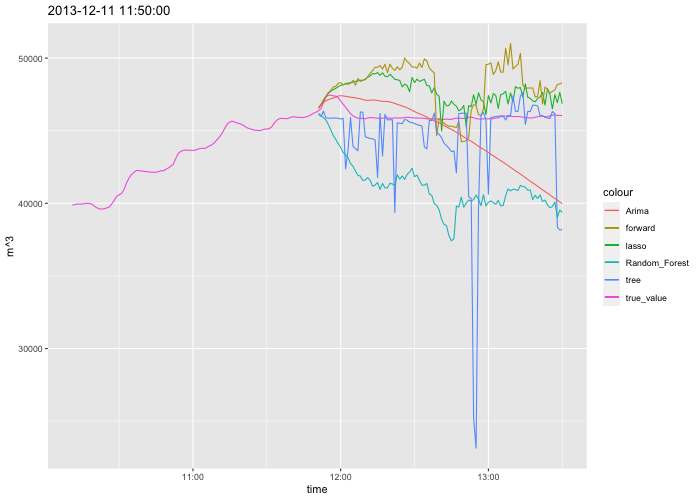 2013-12-11 11:50:00
50000
40000
30000
m^3
11:00
12:00
13:00
time
colour
Arima
forward
lasso
Random_Forest
tree
true_value